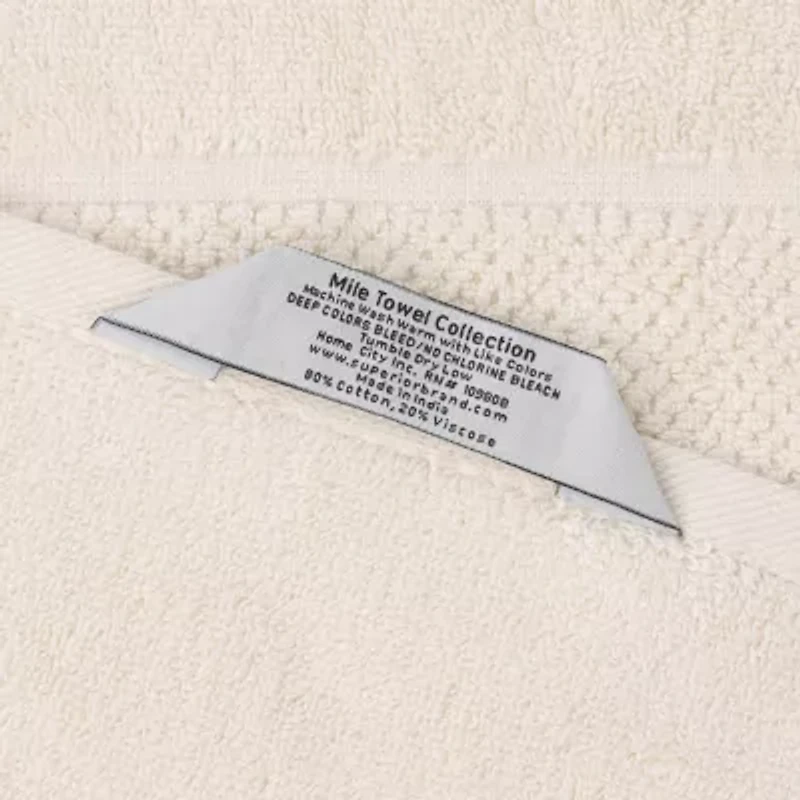 Mile Towel Collection
Machine Wash Warm with Like Colors
DEEP COLORS BLEED/NO CHLORINE BLEACH
Tumble Dry Low
Home City Inc. RN# 109808
www.superiorbrand.com
Made in India
80% Cotton, 20% Viscose